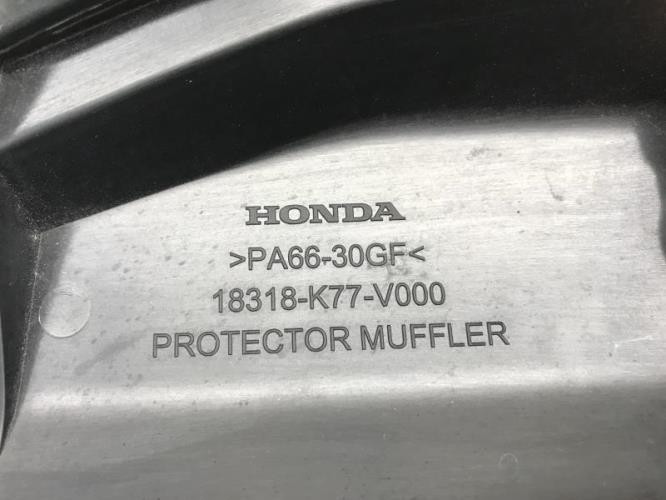 HONDA
>PA66-30GF<
18318-K77-V000
PROTECTOR MUFFLER